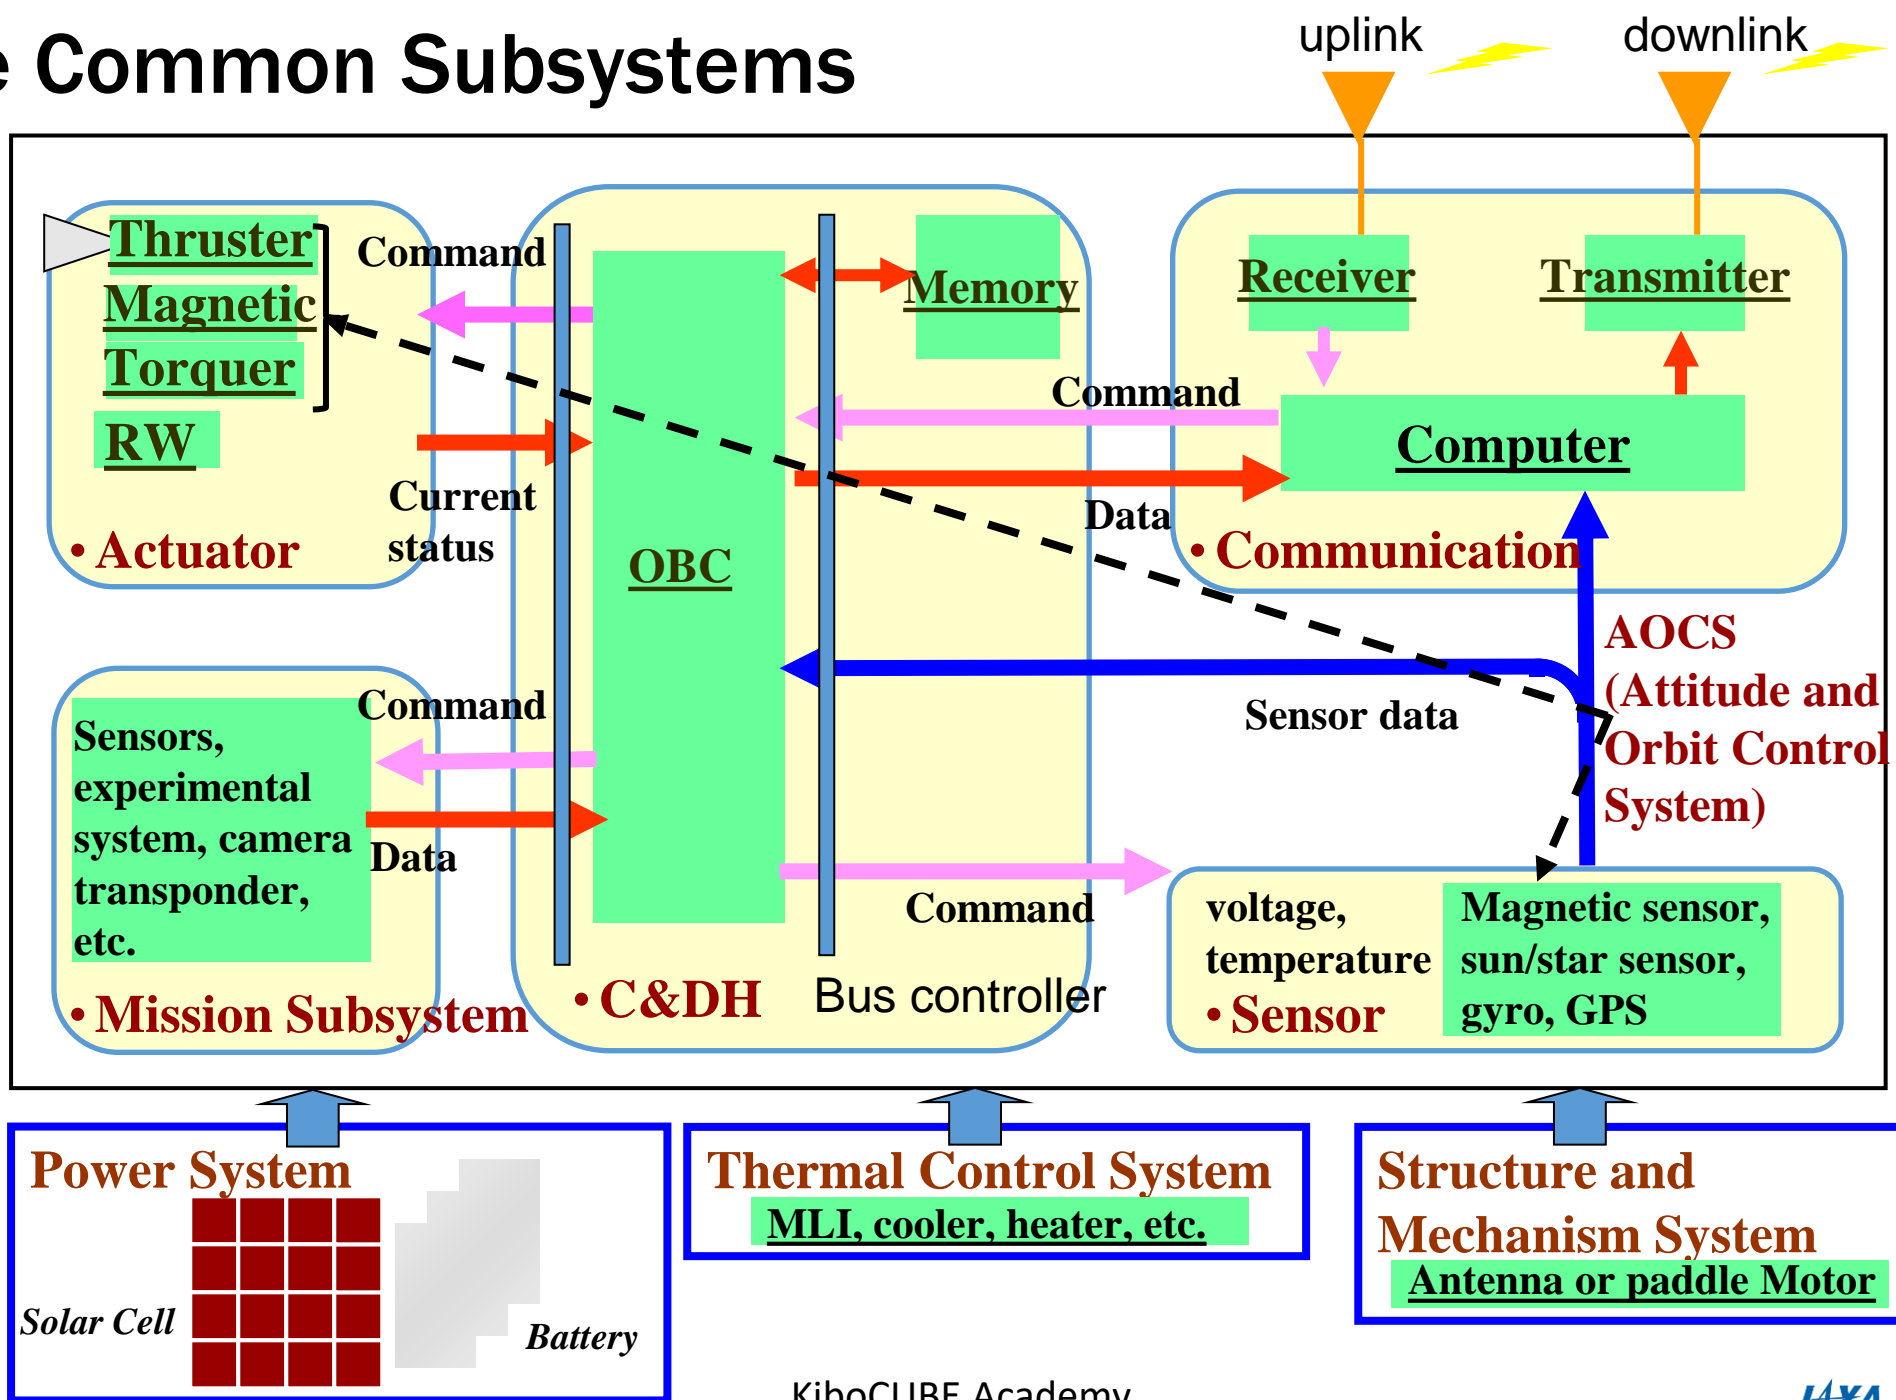 Common Subsystems
uplink
downlink
Thruster
Magnetic
Torquer
RW
• Actuator
Command
Current
status
Memory
OBC
Receiver
Transmitter
Command
Computer
Data
• Communication
AOCS
(Attitude and
Orbit Control
System)
Sensor data
Sensors,
experimental
system, camera
transponder,
etc.
• Mission Subsystem
Command
Data
• C&DH
Bus controller
Command
voltage,
temperature
• Sensor
Magnetic sensor,
sun/star sensor,
gyro, GPS
Power System
Solar Cell
Battery
Thermal Control System
MLI, cooler, heater, etc.
Structure and
Mechanism System
Antenna or paddle Motor
KiboCUBE Academy
JAXA